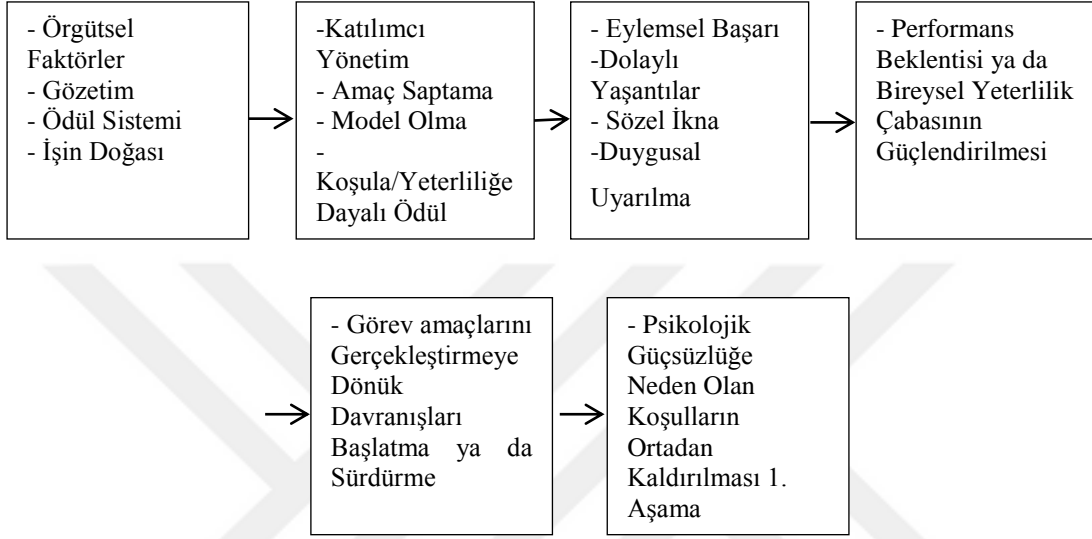 - Örgütsel
Faktörler
- Gözetim
- Ödül Sistemi
- İşin Doğası
-Katılımcı
Yönetim
- Amaç Saptama
- Model Olma
-
Koşula/Yeterliliğe
Dayalı Ödül
- Eylemsel Başarı
-Dolaylı
Yaşantılar
- Sözel İkna
-Duygusal
Uyarılma
- Performans
Beklentisi ya da
Bireysel Yeterlilik
Çabasının
Güçlendirilmesi
- Görev amaçlarını
Gerçekleştirmeye
Dönük
Davranışları
Başlatma ya da
Sürdürme
- Psikolojik
Güçsüzlüğe
Neden Olan
Koşulların
Ortadan
Kaldırılması 1.
Aşama